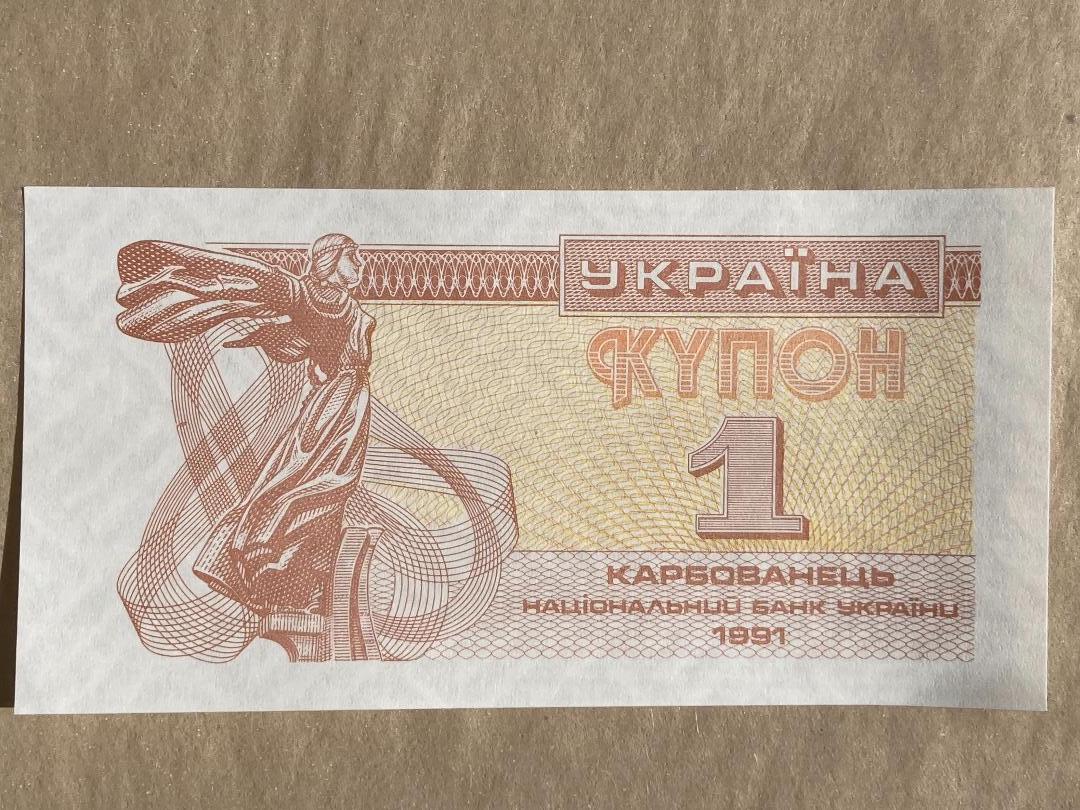 УКРАЇНА
КУПОН
1
КАРБОВАНЕЦЬ
НАЦІОНАЛЬНИЙ БАНК УКРАЇНИ
1991